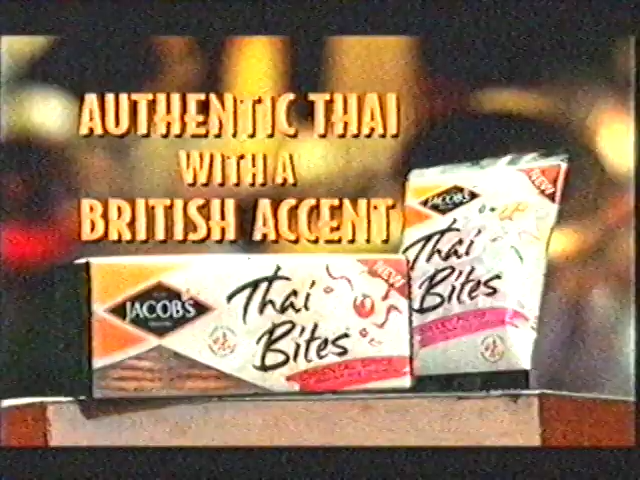 AUTHENTIC THAI
WITH A
BRITISH ACCENT
JACOB'S
Thai
Bites
NEW
JACOB'S
Thai
Bites
NEW